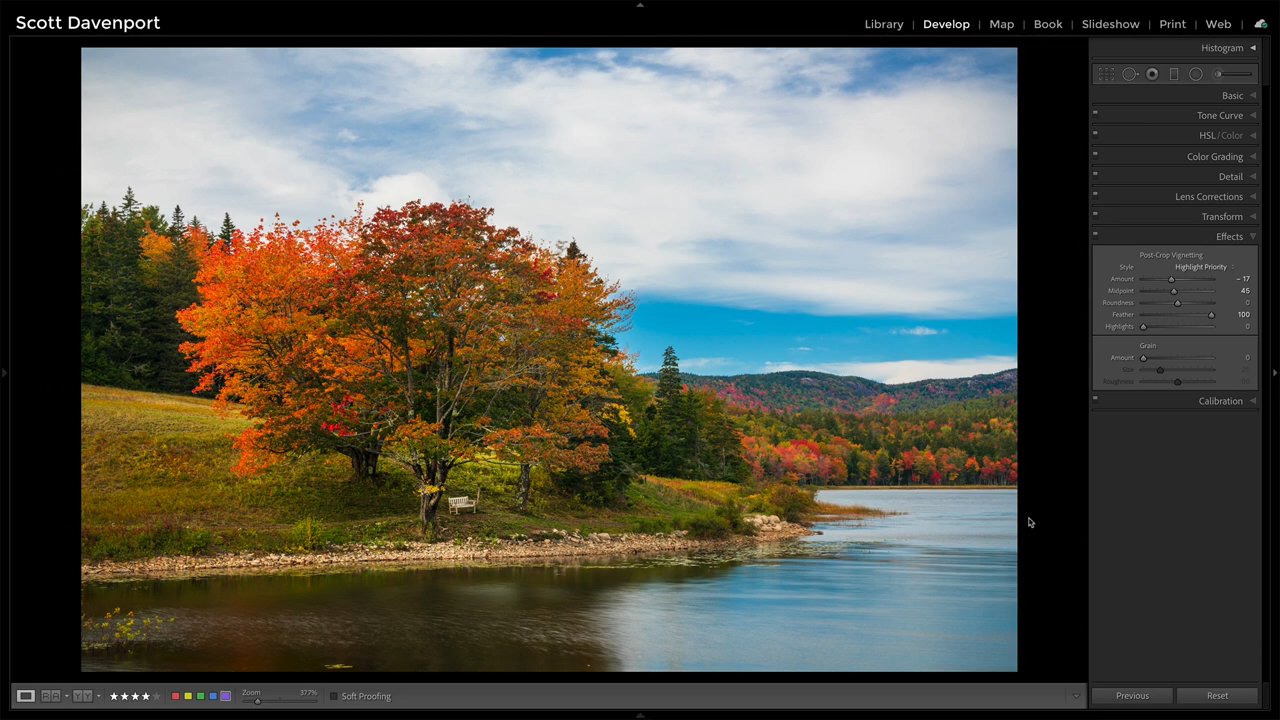 Scott Davenport
Library | Develop | Map | Book | Slideshow | Print | Web |
Histogram
Basic
Tone Curve
HSL / Color
Color Grading
Detail
Lens Corrections
Transform
Effects
Post-Crop Vignetting
Style Highlight Priority
Amount - 17
Midpoint 45
Roundness 0
Feather 100
Highlights 0
Grain
Amount 0
Size
Roughness
Calibration
Zoom 377%
Soft Proofing
Previous Reset